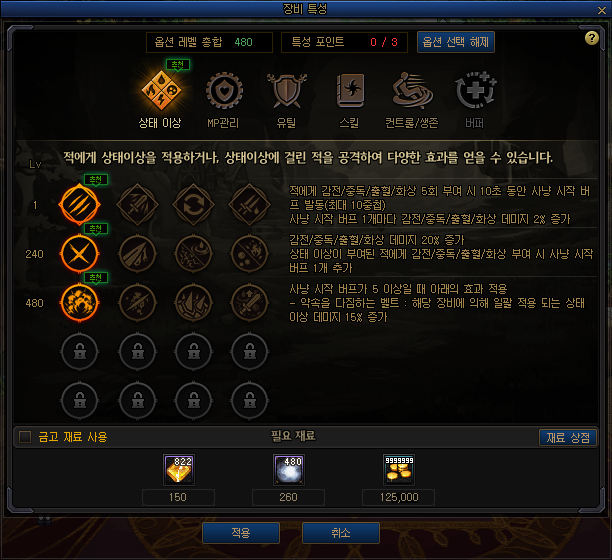 장비 특성
옵션 레벨 총합 480 특성 포인트 0 / 3 옵션 선택 해제
추천
상태 이상 MP관리 유틸 스킬 컨트롤/생존 버퍼
적에게 상태이상을 적용하거나, 상태이상에 걸린 적을 공격하여 다양한 효과를 얻을 수 있습니다.
Lv
추천
1
적에게 감전/중독/출혈/화상 5회 부여 시 10초 동안 사냥 시작 버
프 발동(최대 10중첩)
사냥 시작 버프 1개마다 감전/중독/출혈/화상 데미지 2% 증가
추천
240
감전/중독/출혈/화상 데미지 20% 증가
상태 이상이 부여된 적에게 감전/중독/출혈/화상 부여 시 사냥 시작
버프 1개 추가
추천
480
사냥 시작 버프가 5 이상일 때 아래의 효과 적용
- 약속을 다짐하는 벨트 : 해당 장비에 의해 일괄 적용 되는 상태
이상 데미지 15% 증가
금고 재료 사용 필요 재료 재료 상점
822 480 9999999
150 260 125,000
적용 취소